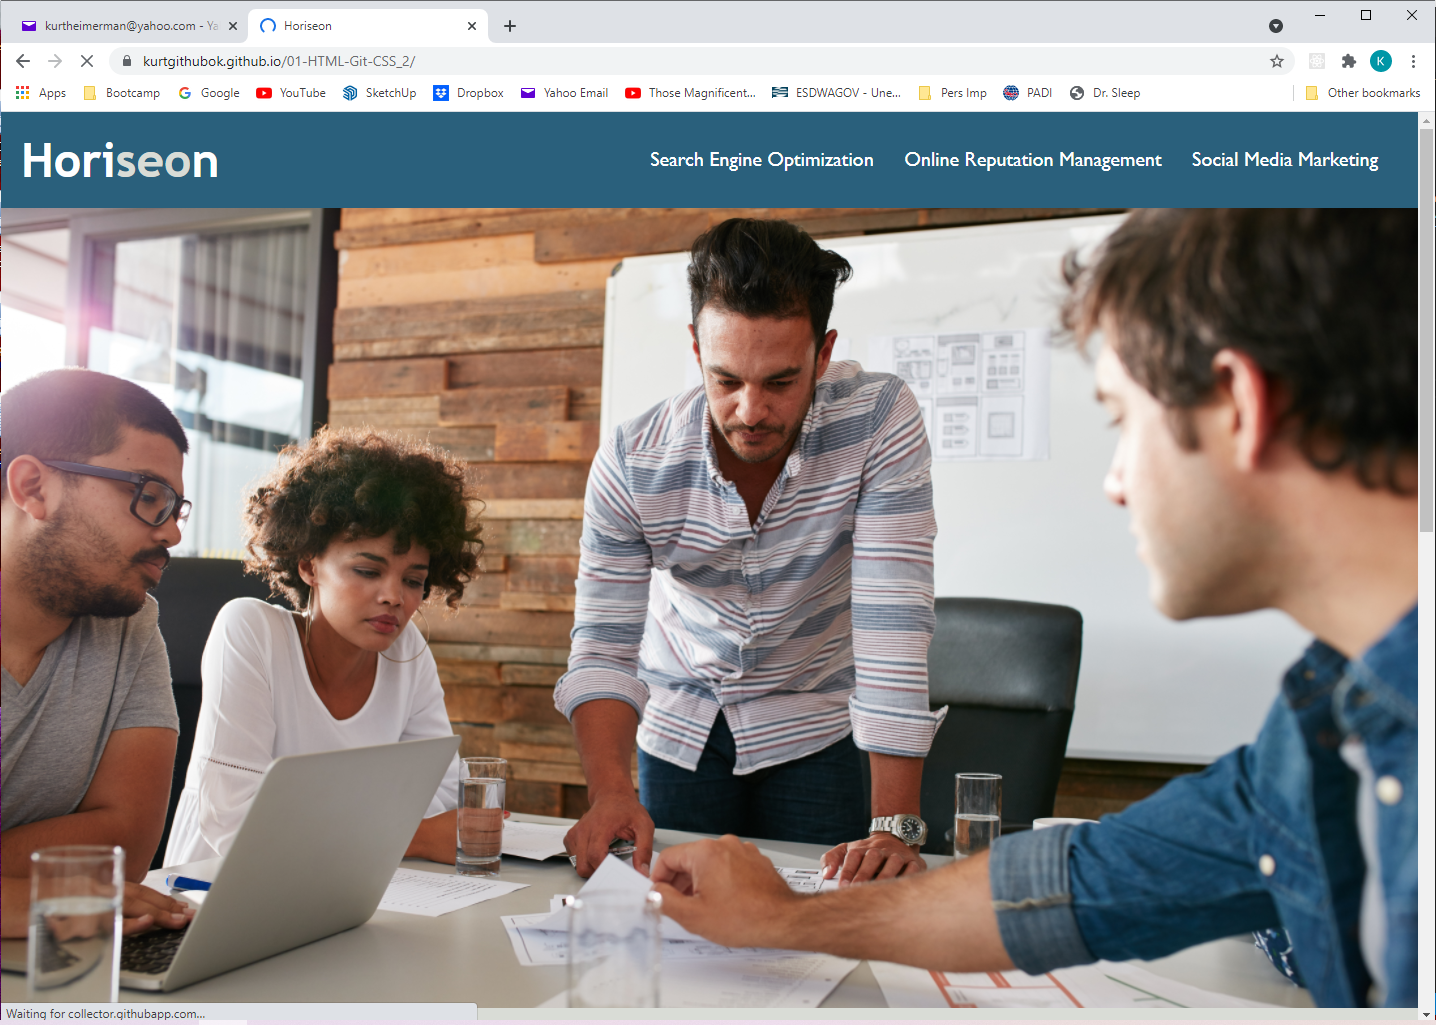 kurtheimerman@yahoo.com - Ya
Horiseon
kurtgithubok.github.io/01-HTML-Git-CSS_2/
K
Apps Bootcamp Google YouTube SketchUp Dropbox Yahoo Email Those Magnificent... ESDWAGOV - Une... Pers Imp PADI Dr. Sleep Other bookmarks
Horiseon
Search Engine Optimization Online Reputation Management Social Media Marketing
Waiting for collector.githubapp.com...